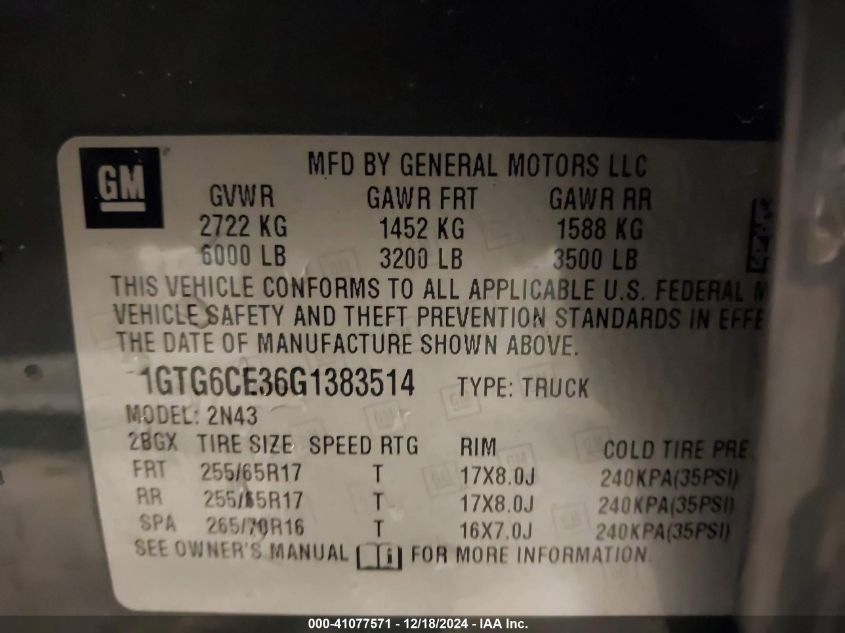 GM
MFD BY GENERAL MOTORS LLC
GVWR GAWR FRT GAWR RR
2722 KG 1452 KG 1588 KG
6000 LB 3200 LB 3500 LB
THIS VEHICLE CONFORMS TO ALL APPLICABLE U.S. FEDERAL M
VEHICLE SAFETY AND THEFT PREVENTION STANDARDS IN EFFE
THE DATE OF MANUFACTURE SHOWN ABOVE.
1GTG6CE36G1383514 TYPE: TRUCK
MODEL: 2N43
2BGX TIRE SIZE SPEED RTG RIM COLD TIRE PRE
FRT 255/65R17 T 17X8.0J 240KPA(35PSI)
RR 255/65R17 T 17X8.0J 240KPA(35PSI)
SPA 265/70R16 T 16X7.0J 240KPA(35PSI)
SEE OWNER'S MANUAL FOR MORE INFORMATION.
000-41077571 - 12/18/2024 - IAA Inc.